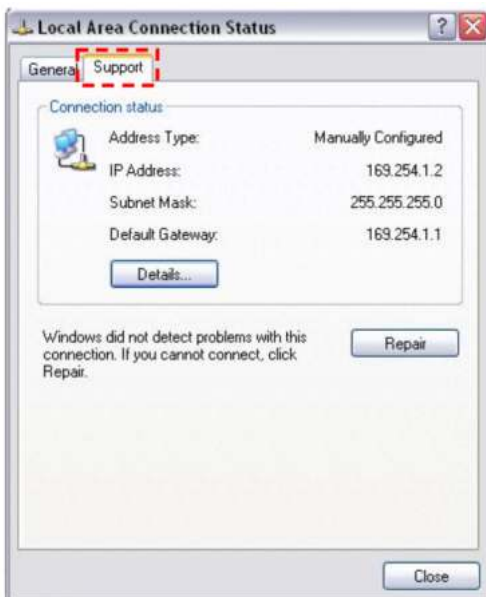 Local Area Connection Status
General
Support
Connection status
Address Type: Manually Configured
IP Address: 169.254.1.2
Subnet Mask: 255.255.255.0
Default Gateway: 169.254.1.1
Details...
Windows did not detect problems with this
connection. If you cannot connect, click
Repair.
Repair
Close